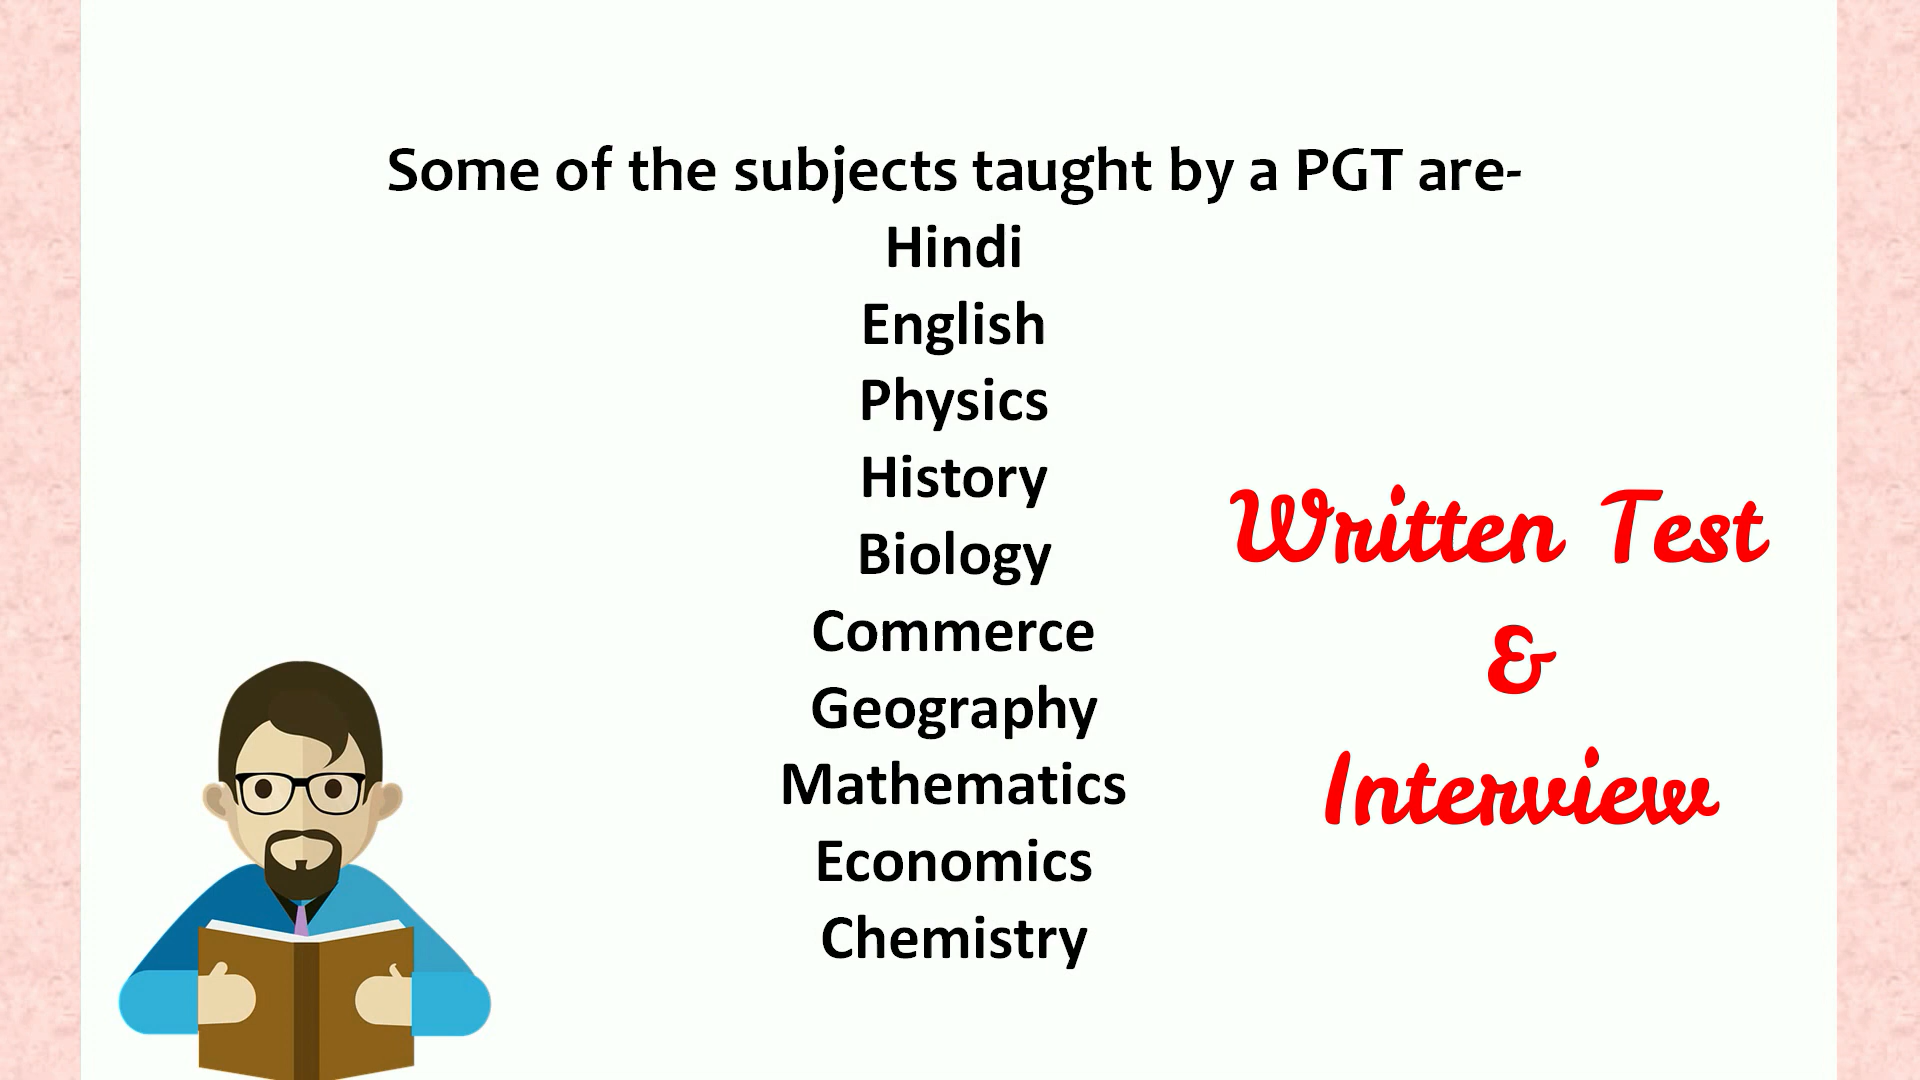 Some of the subjects taught by a PGT are-
Hindi
English
Physics
History
Biology
Commerce
Geography
Mathematics
Economics
Chemistry
Written Test
&
Interview